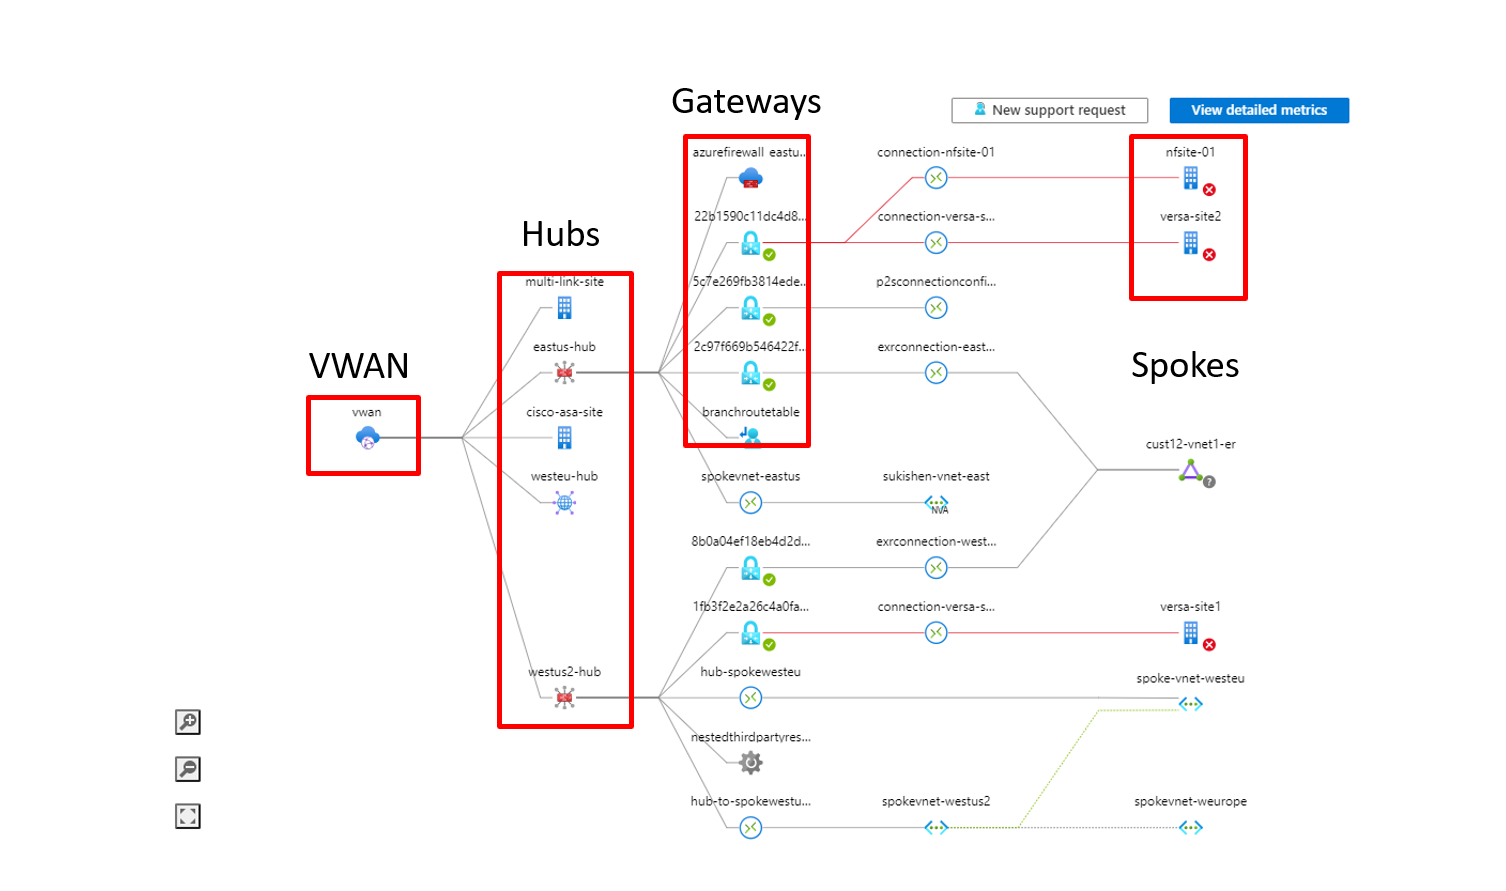 Gateways
New support request
View detailed metrics
azurefirewall eastu...
connection-nfsite-01
nfsite-01
22b1590c11dc4d8...
connection-versa-s...
versa-site2
Hubs
multi-link-site
5c7e269fb3814ede...
p2sconnectionconfi...
eastus-hub
2c97f669b546422f...
exrconnection-east...
VWAN
Spokes
vwan
cisco-asa-site
branchroutetable
cust12-vnet1-er
westeu-hub
spokevnet-eastus
sukishen-vnet-east
NVA
8b0a04ef18eb4d2d...
exrconnection-west...
1fb3f2e2a26c4a0fa...
connection-versa-s...
versa-site1
westus2-hub
hub-spokewesteu
spoke-vnet-westeu
nestedthirdpartyres...
hub-to-spokewestu...
spokevnet-westus2
spokevnet-weurope